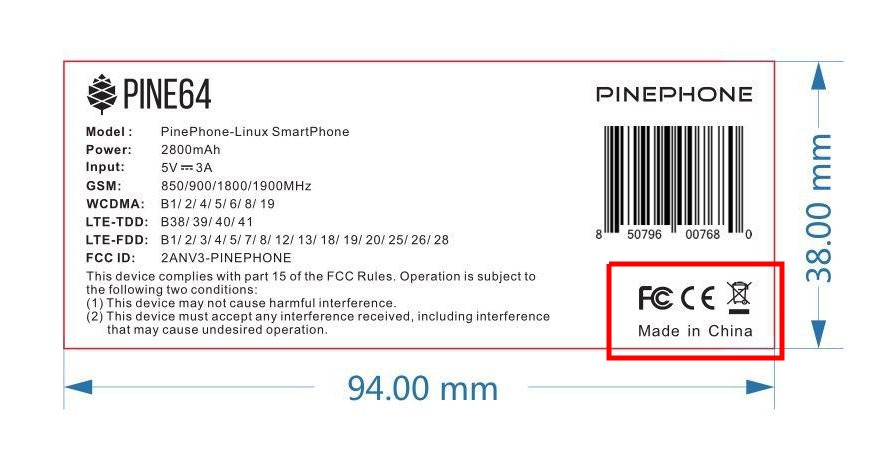 PINE64
PINEPHONE
Model : PinePhone-Linux SmartPhone
Power: 2800mAh
Input: 5V⎓3A
GSM: 850/900/1800/1900MHz
WCDMA: B1/ 2/ 4/ 5/ 6/ 8/ 19
LTE-TDD: B38/ 39/ 40/ 41
LTE-FDD: B1/ 2/ 3/ 4/ 5/ 7/ 8/ 12/ 13/ 18/ 19/ 20/ 25/ 26/ 28
FCC ID: 2ANV3-PINEPHONE
This device complies with part 15 of the FCC Rules. Operation is subject to
the following two conditions:
(1) This device may not cause harmful interference.
(2) This device must accept any interference received, including interference
that may cause undesired operation.
8 50796 00768 0
FC CE
Made in China
38.00 mm
94.00 mm